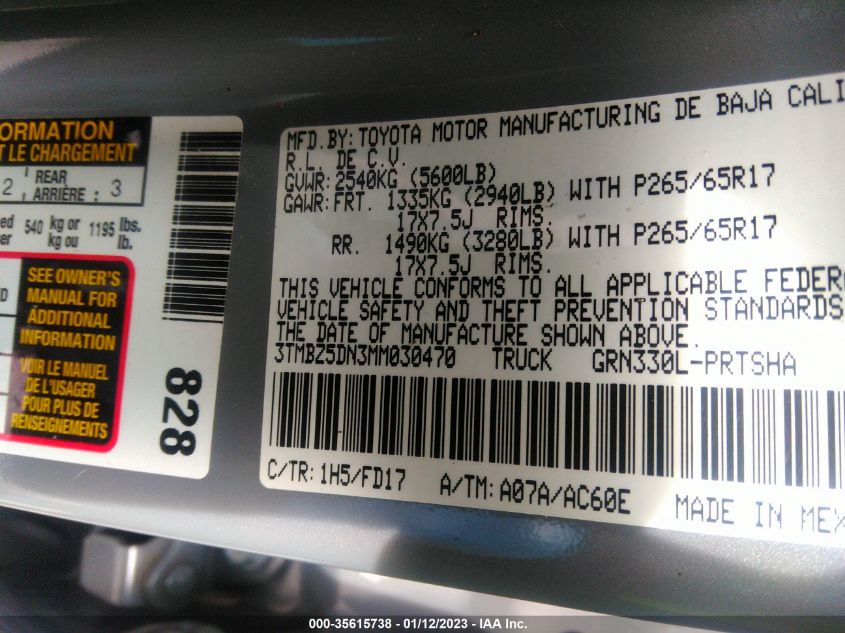 ORMATION
T LE CHARGEMENT
2 REAR
ARRIÈRE : 3
540 kg or 1195 lbs.
kg ou lb.
SEE OWNER'S
MANUAL FOR
ADDITIONAL
INFORMATION
VOIR LE MANUEL
DE L'USAGER
POUR PLUS DE
RENSEIGNEMENTS
828
MFD.BY:TOYOTA MOTOR MANUFACTURING DE BAJA CALI
R.L. DE C.V.
GVWR:2540KG (5600LB)
GAWR:FRT. 1335KG (2940LB) WITH P265/65R17
17X7.5J RIMS.
RR. 1490KG (3280LB) WITH P265/65R17
17X7.5J RIMS.
THIS VEHICLE CONFORMS TO ALL APPLICABLE FEDER
VEHICLE SAFETY AND THEFT PREVENTION STANDARDS
THE DATE OF MANUFACTURE SHOWN ABOVE.
3TMBZ5DN3MM030470 TRUCK GRN330L-PRTSHA
C/TR: 1H5/FD17 A/TM: A07A/AC60E MADE IN MEX
000-35615738 - 01/12/2023 - IAA Inc.